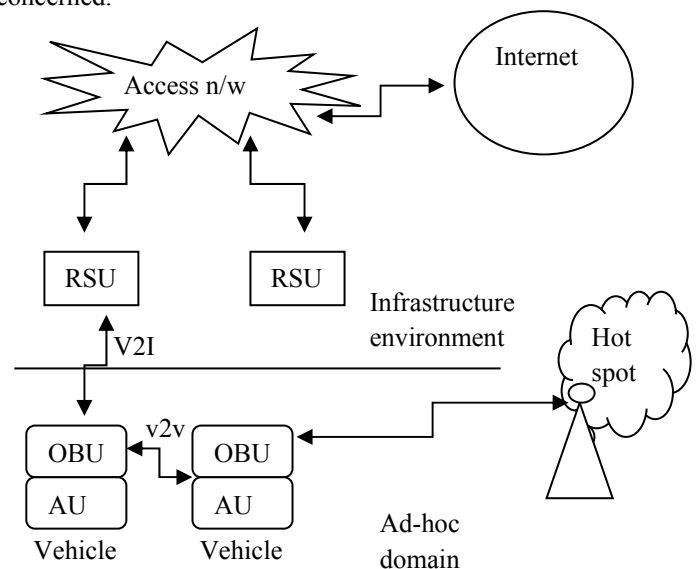 concerned.
Internet
Access n/w
RSU
RSU
Infrastructure
environment
V2I
Hot
spot
v2v
OBU
OBU
AU
AU
Vehicle
Vehicle
Ad-hoc
domain